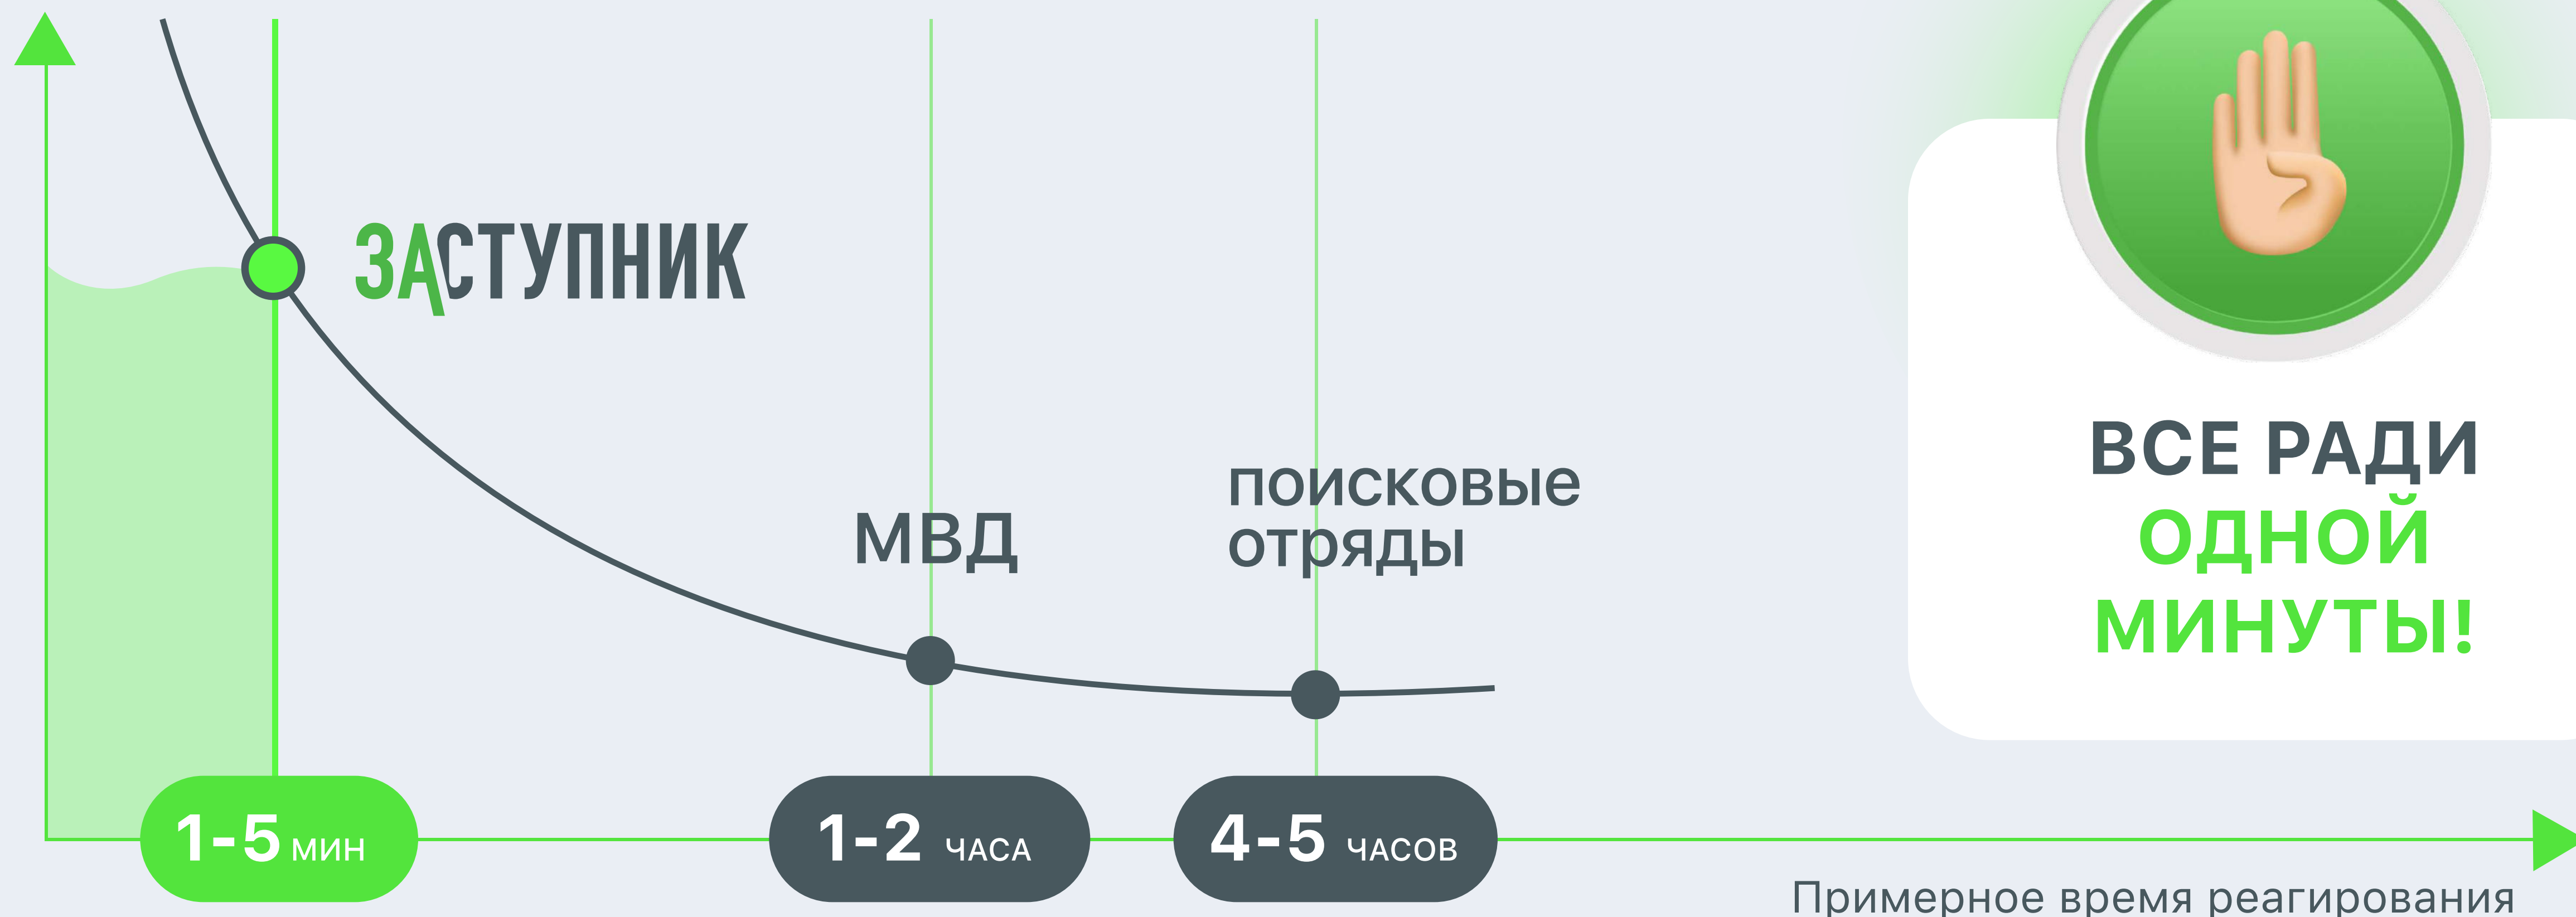 ЗАСТУПНИК
МВД
поисковые
отряды
1-5 мин
1-2 ЧАСА
4-5 ЧАСОВ
ВСЕ РАДИ
ОДНОЙ
МИНУТЫ!
Примерное время реагирования